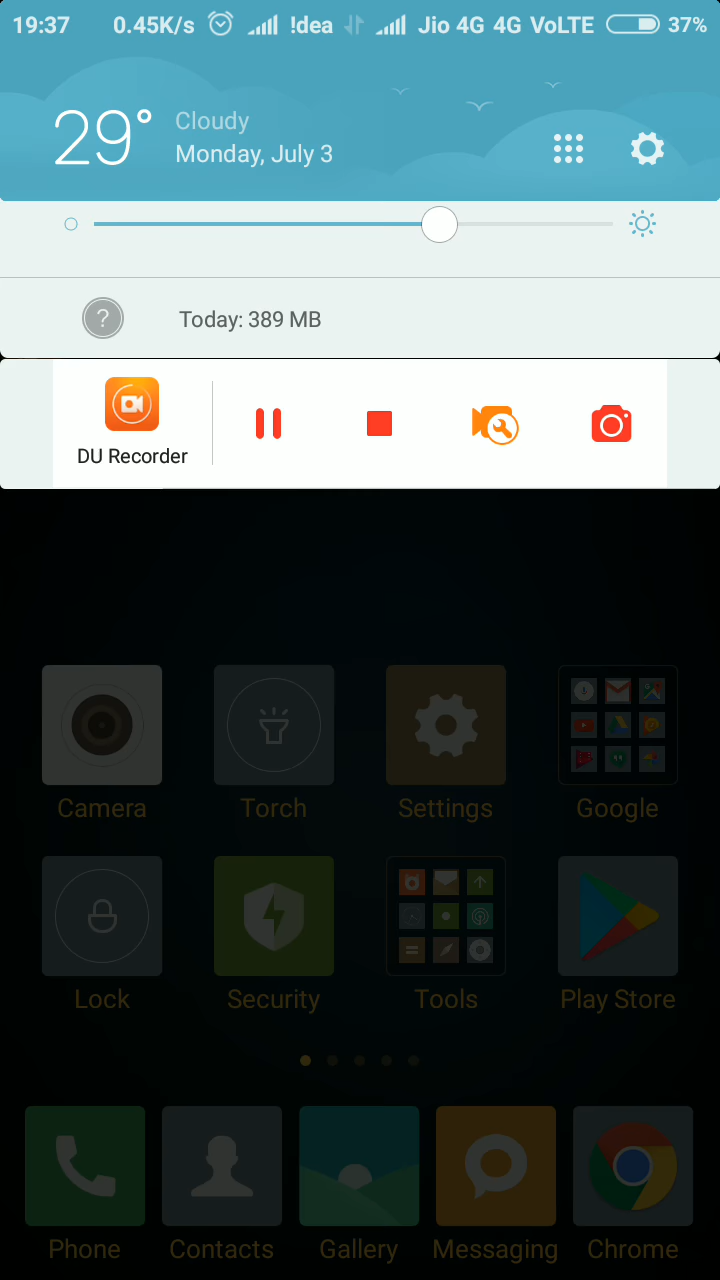 19:37 0.45K/s !dea Jio 4G 4G VoLTE 37%
29° Cloudy
Monday, July 3
? Today: 389 MB
DU Recorder
Camera Torch Settings Google
Lock Security Tools Play Store
Phone Contacts Gallery Messaging Chrome